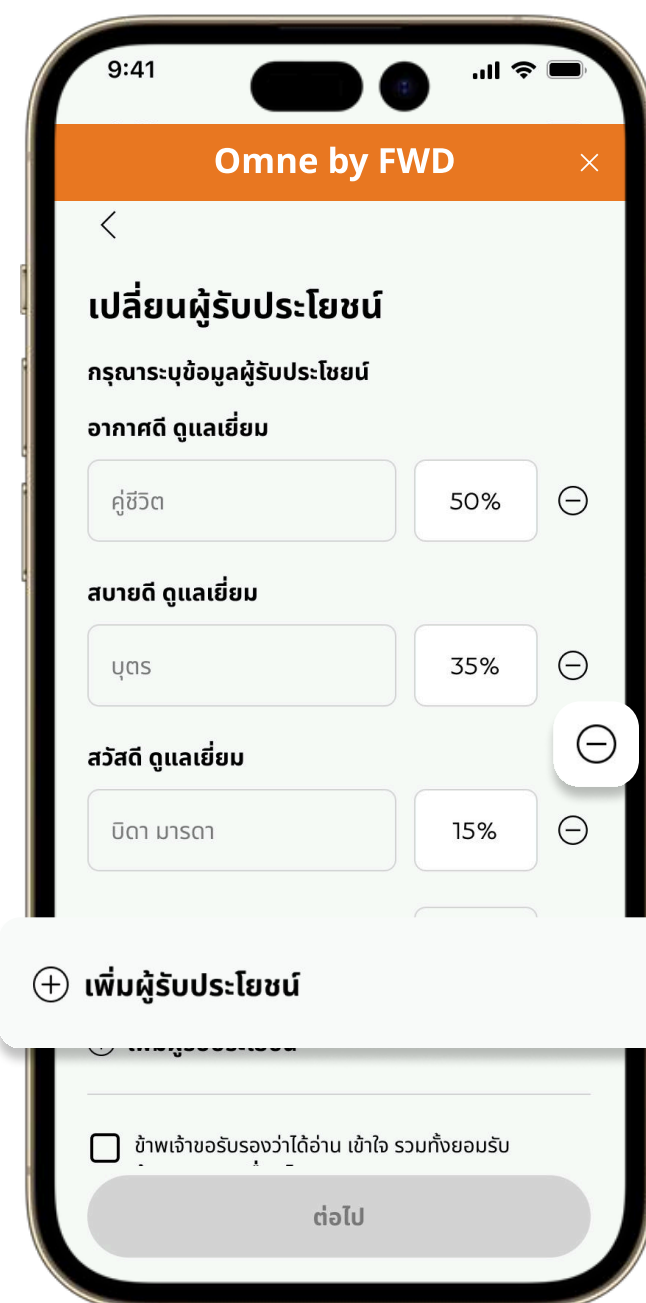 9:41
Omne by FWD
เปลี่ยนผู้รับประโยชน์
กรุณาระบุข้อมูลผู้รับประโชยน์
อากาศดี ดูแลเยี่ยม
คู่ชีวิต 50%
สบายดี ดูแลเยี่ยม
บุตร 35%
สวัสดี ดูแลเยี่ยม
บิดา มารดา 15%
เพิ่มผู้รับประโยชน์
ข้าพเจ้าขอรับรองว่าได้อ่าน เข้าใจ รวมทั้งยอมรับ
ต่อไป